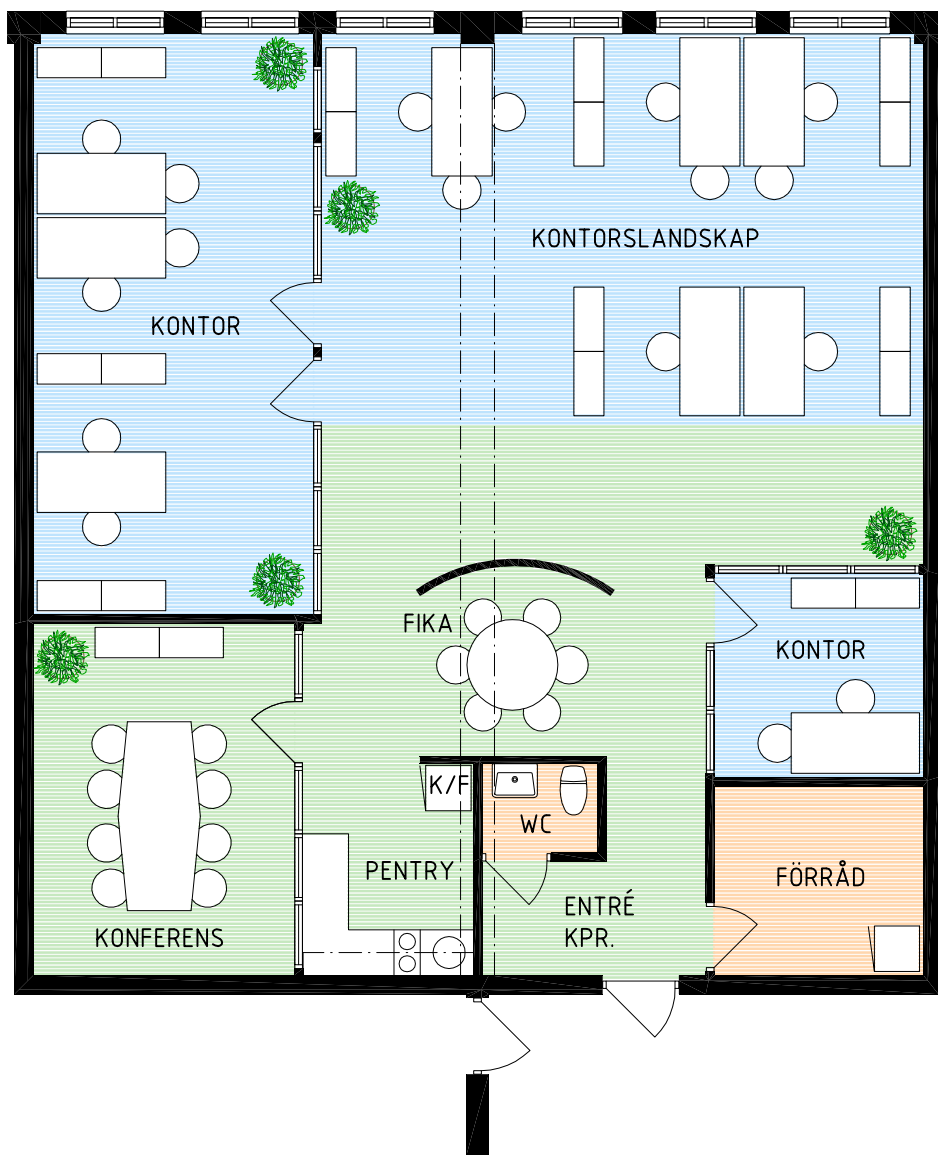 KONTORSLANDSKAP
KONTOR
FIKA
KONTOR
K/F
WC
PENTRY
FÖRRÅD
ENTRÉ
KPR.
KONFERENS